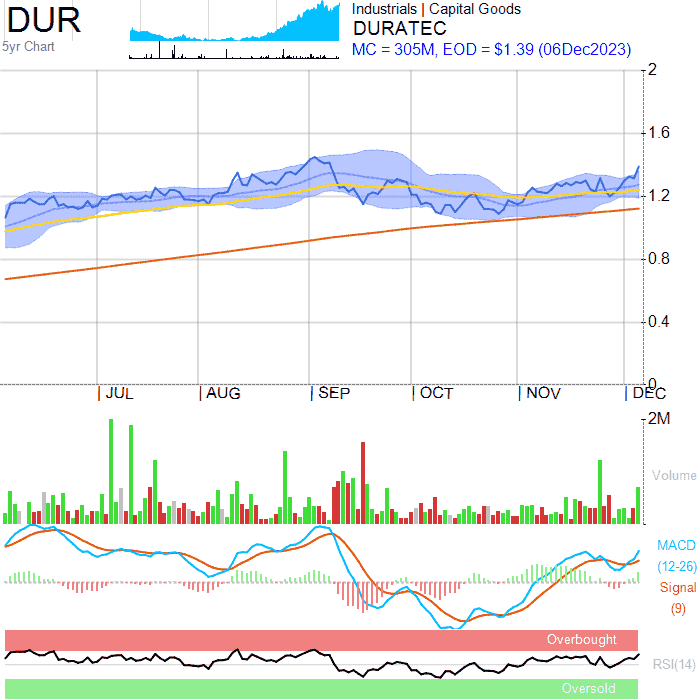 DUR
5yr Chart
Industrials | Capital Goods
DURATEC
MC = 305M, EOD = $1.39 (06Dec2023)
2
1.6
1.2
0.8
0.4
0
JUL AUG SEP OCT NOV DEC
2M
Volume
MACD
(12-26)
Signal
(9)
Overbought
RSI(14)
Oversold